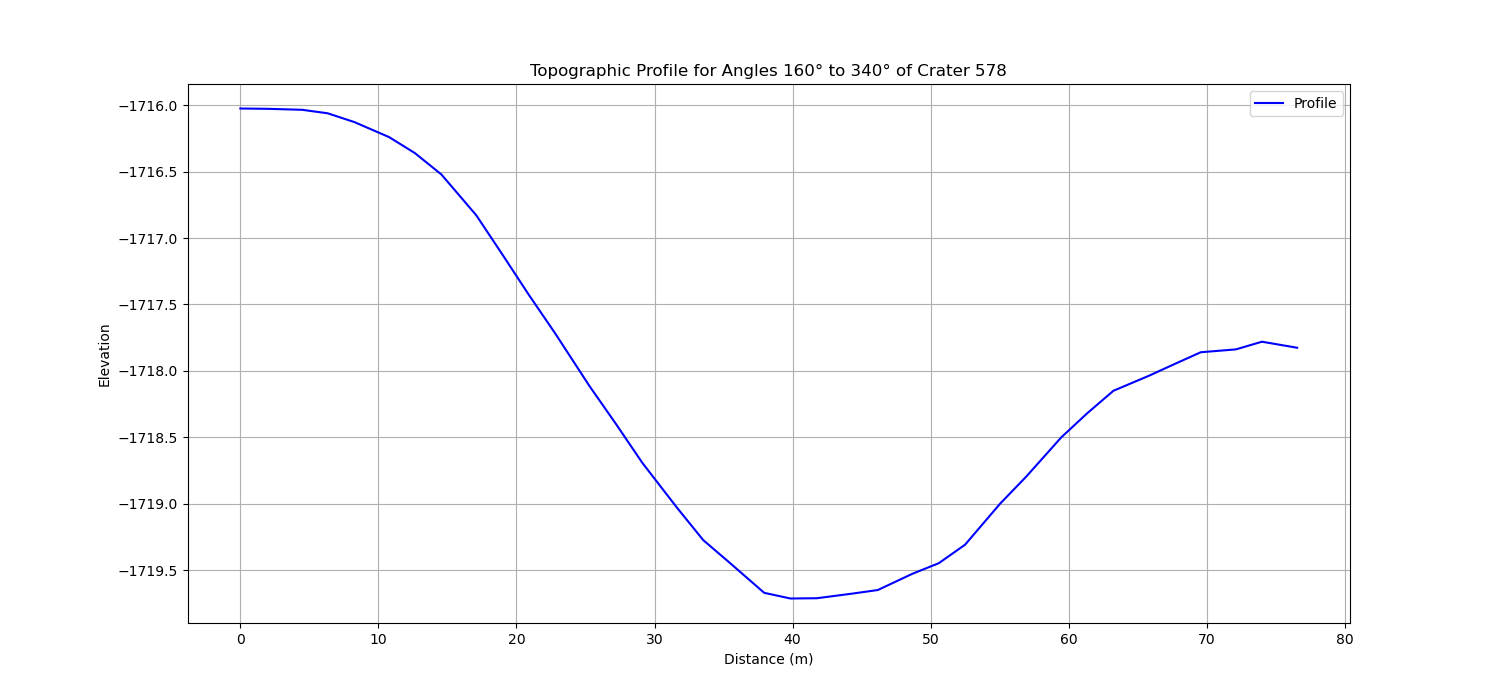 Topographic Profile for Angles 160° to 340° of Crater 578
Profile
Elevation
−1716.0
−1716.5
−1717.0
−1717.5
−1718.0
−1718.5
−1719.0
−1719.5
0 10 20 30 40 50 60 70 80
Distance (m)